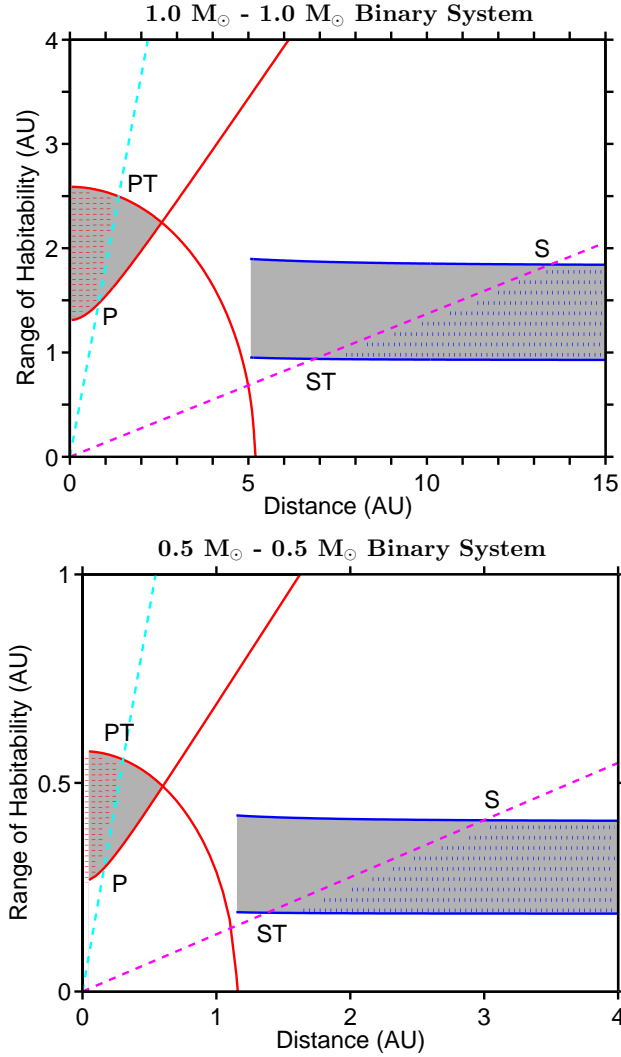 1.0 M⊙ - 1.0 M⊙ Binary System
Range of Habitability (AU)
4
3
2
1
0
PT
P
S
ST
0 5 10 15
Distance (AU)
0.5 M⊙ - 0.5 M⊙ Binary System
Range of Habitability (AU)
1
0.5
0
PT
P
S
ST
0 1 2 3 4
Distance (AU)